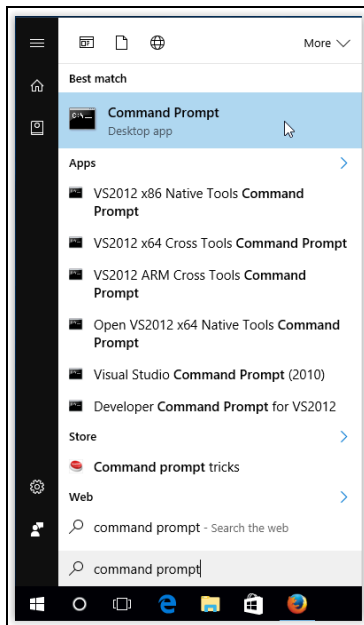 More
Best match
Command Prompt
Desktop app
Apps
VS2012 x86 Native Tools Command
Prompt
VS2012 x64 Cross Tools Command Prompt
VS2012 ARM Cross Tools Command
Prompt
Open VS2012 x64 Native Tools Command
Prompt
Visual Studio Command Prompt (2010)
Developer Command Prompt for VS2012
Store
Command prompt tricks
Web
command prompt - Search the web
command prompt